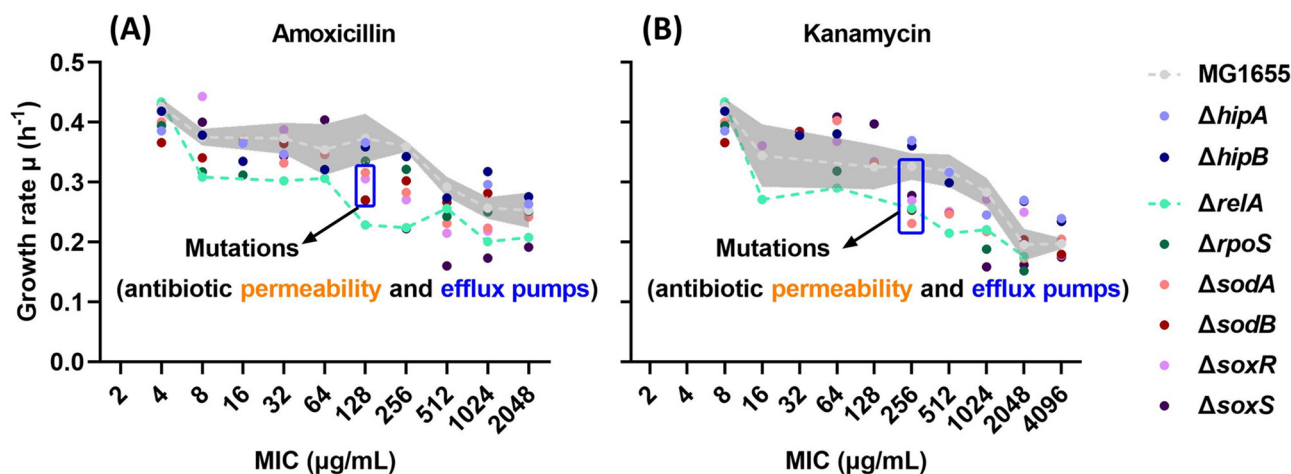 (A)
Amoxicillin
Growth rate µ (h⁻¹)
0.5
0.4
0.3
0.2
0.1
0.0
Mutations
(antibiotic permeability and efflux pumps)
2
4
8
16
32
64
128
256
512
1024
2048
MIC (µg/mL)
(B)
Kanamycin
Mutations
(antibiotic permeability and efflux pumps)
2
4
8
16
32
64
128
256
512
1024
2048
4096
MIC (µg/mL)
MG1655
ΔhipA
ΔhipB
ΔrelA
ΔrpoS
ΔsodA
ΔsodB
ΔsoxR
ΔsoxS